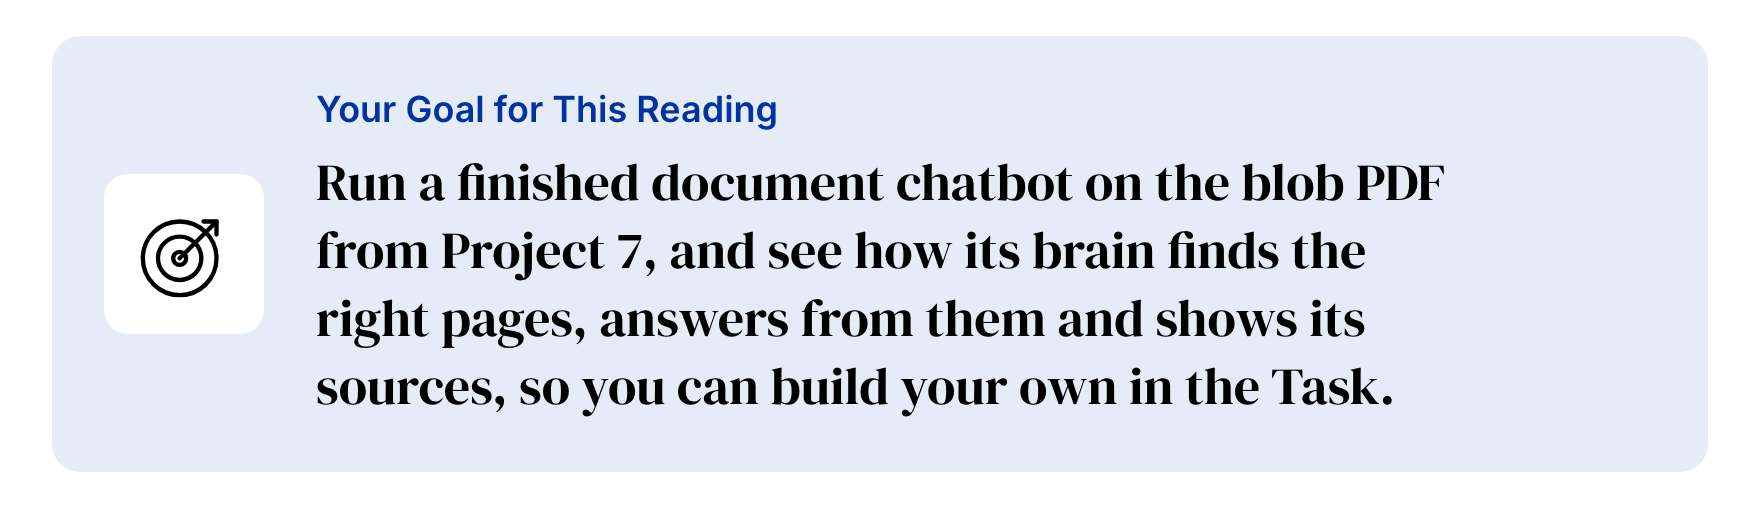 Your Goal for This Reading
Run a finished document chatbot on the blob PDF
from Project 7, and see how its brain finds the
right pages, answers from them and shows its
sources, so you can build your own in the Task.